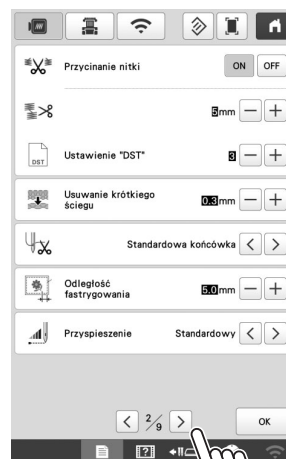 Przycinanie nitki ON OFF
5mm − +
DST Ustawienie "DST" 3 − +
Usuwanie krótkiego
ściegu 0.3mm − +
Standardowa końcówka < >
Odległość
fastrygowania 5.0mm − +
Przyspieszenie Standardowy < >
< 2/9 > OK